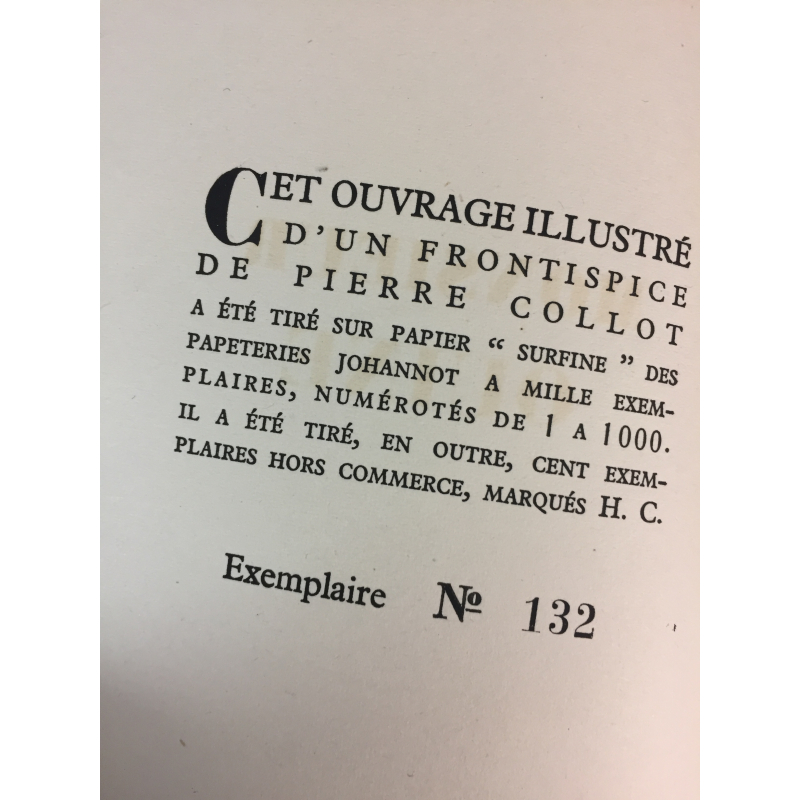 CET OUVRAGE ILLUSTRÉ
D'UN FRONTISPICE
DE PIERRE COLLOT
A ÉTÉ TIRÉ SUR PAPIER “ SURFINE ” DES
PAPETERIES JOHANNOT A MILLE EXEM-
PLAIRES, NUMÉROTÉS DE 1 A 1000.
IL A ÉTÉ TIRÉ, EN OUTRE, CENT EXEM-
PLAIRES HORS COMMERCE, MARQUÉS H. C.
Exemplaire Nº 132